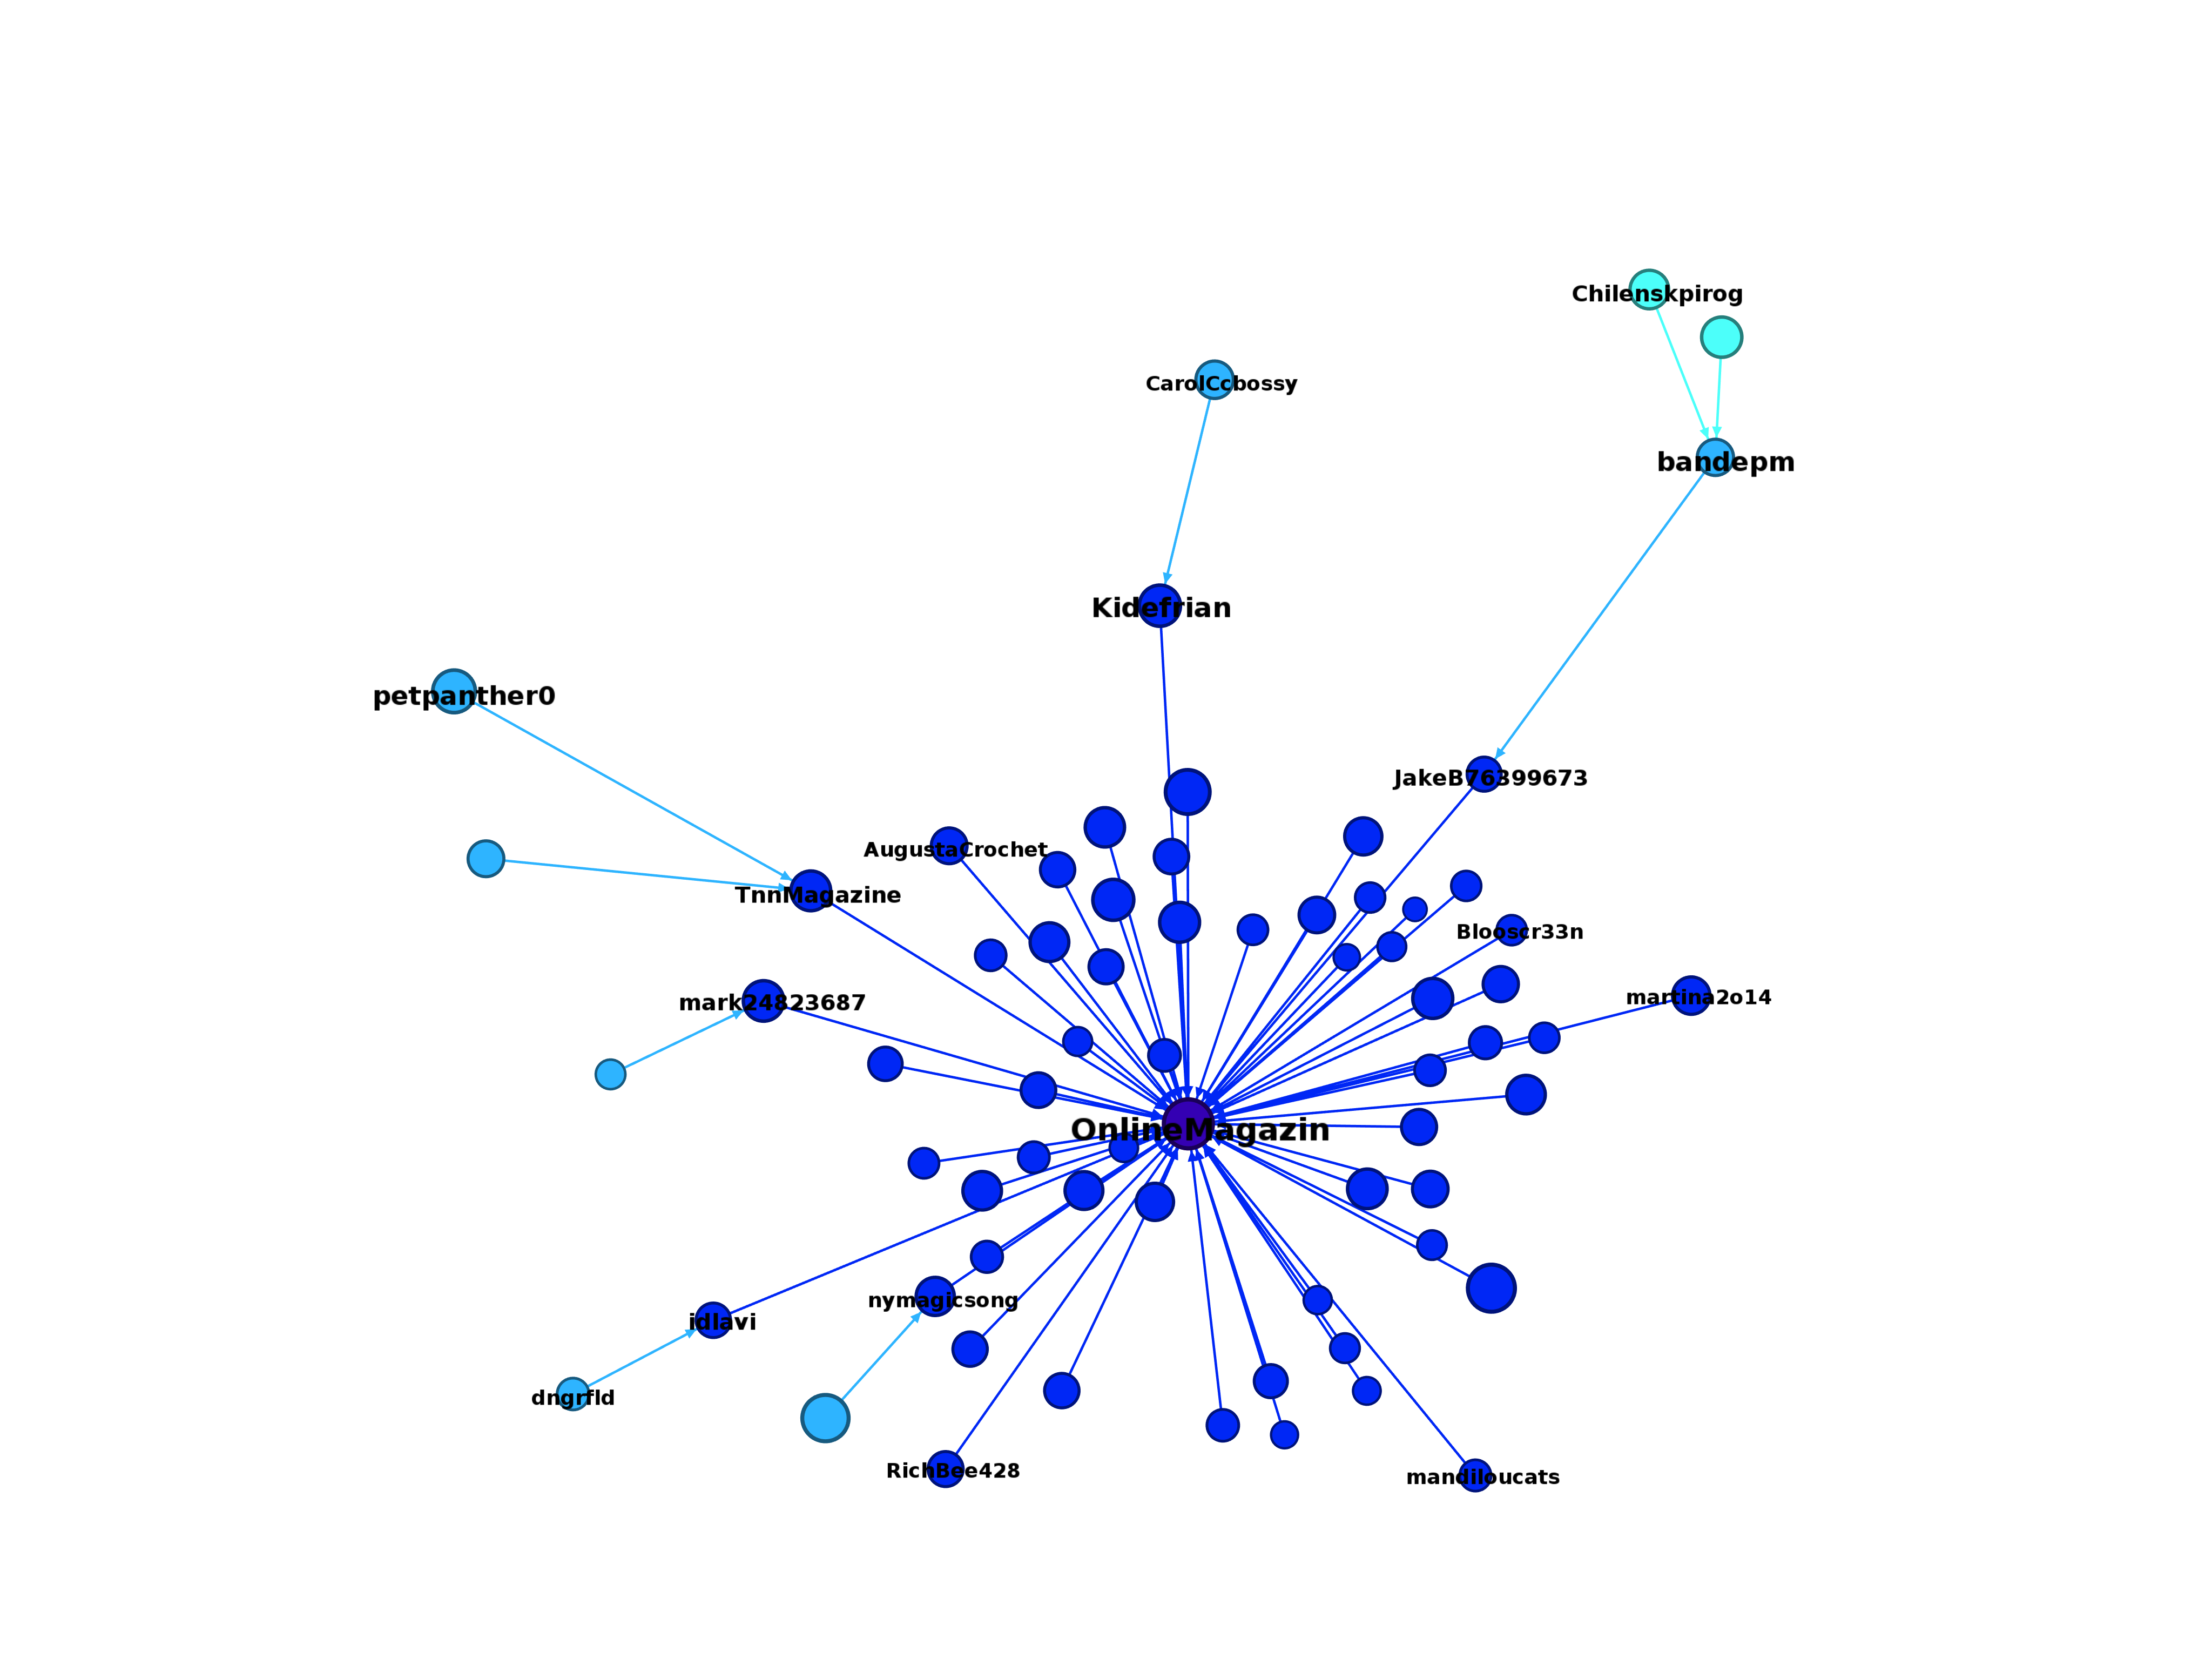 Chilenskpirog
CarolCcbossy
bandepm
Kidefrian
petpanther0
JakeB76399673
AugustaCrochet
TnnMagazine
Blooscr33n
mark24823687
martina2o14
OnlineMagazin
nymagicsong
idlavi
dngrfld
RichBee428
mandiloucats